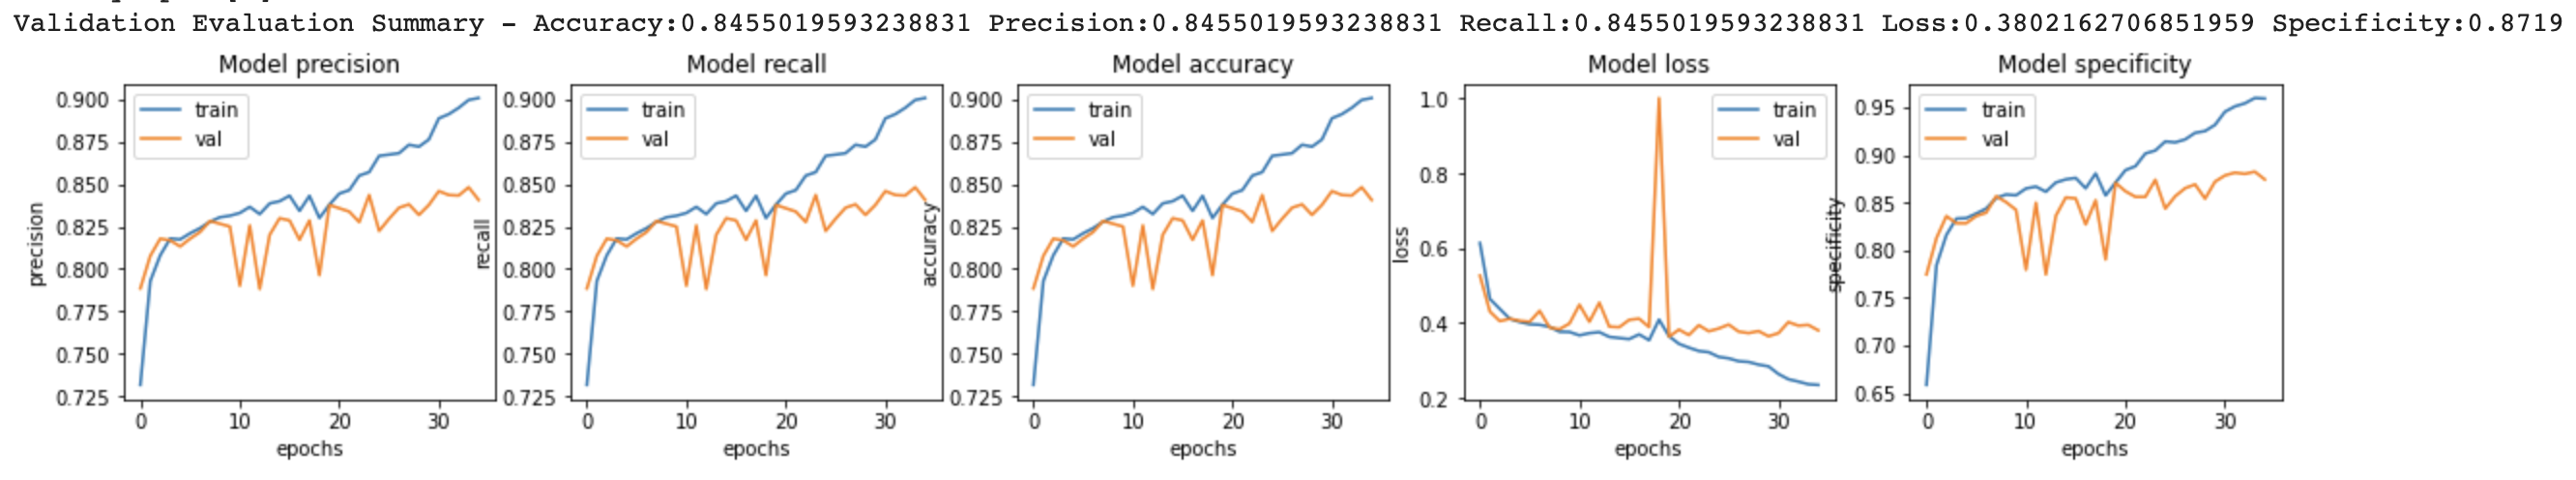 Validation Evaluation Summary - Accuracy:0.8455019593238831 Precision:0.8455019593238831 Recall:0.8455019593238831 Loss:0.3802162706851959 Specificity:0.8719
Model precision
0.900
0.875
0.850
0.825
0.800
0.775
0.750
0.725
precision
train
val
0 10 20 30
epochs
Model recall
0.900
0.875
0.850
0.825
0.800
0.775
0.750
0.725
recall
train
val
0 10 20 30
epochs
Model accuracy
0.900
0.875
0.850
0.825
0.800
0.775
0.750
0.725
accuracy
train
val
0 10 20 30
epochs
Model loss
1.0
0.8
0.6
0.4
0.2
loss
train
val
0 10 20 30
epochs
Model specificity
0.95
0.90
0.85
0.80
0.75
0.70
0.65
specificity
train
val
0 10 20 30
epochs